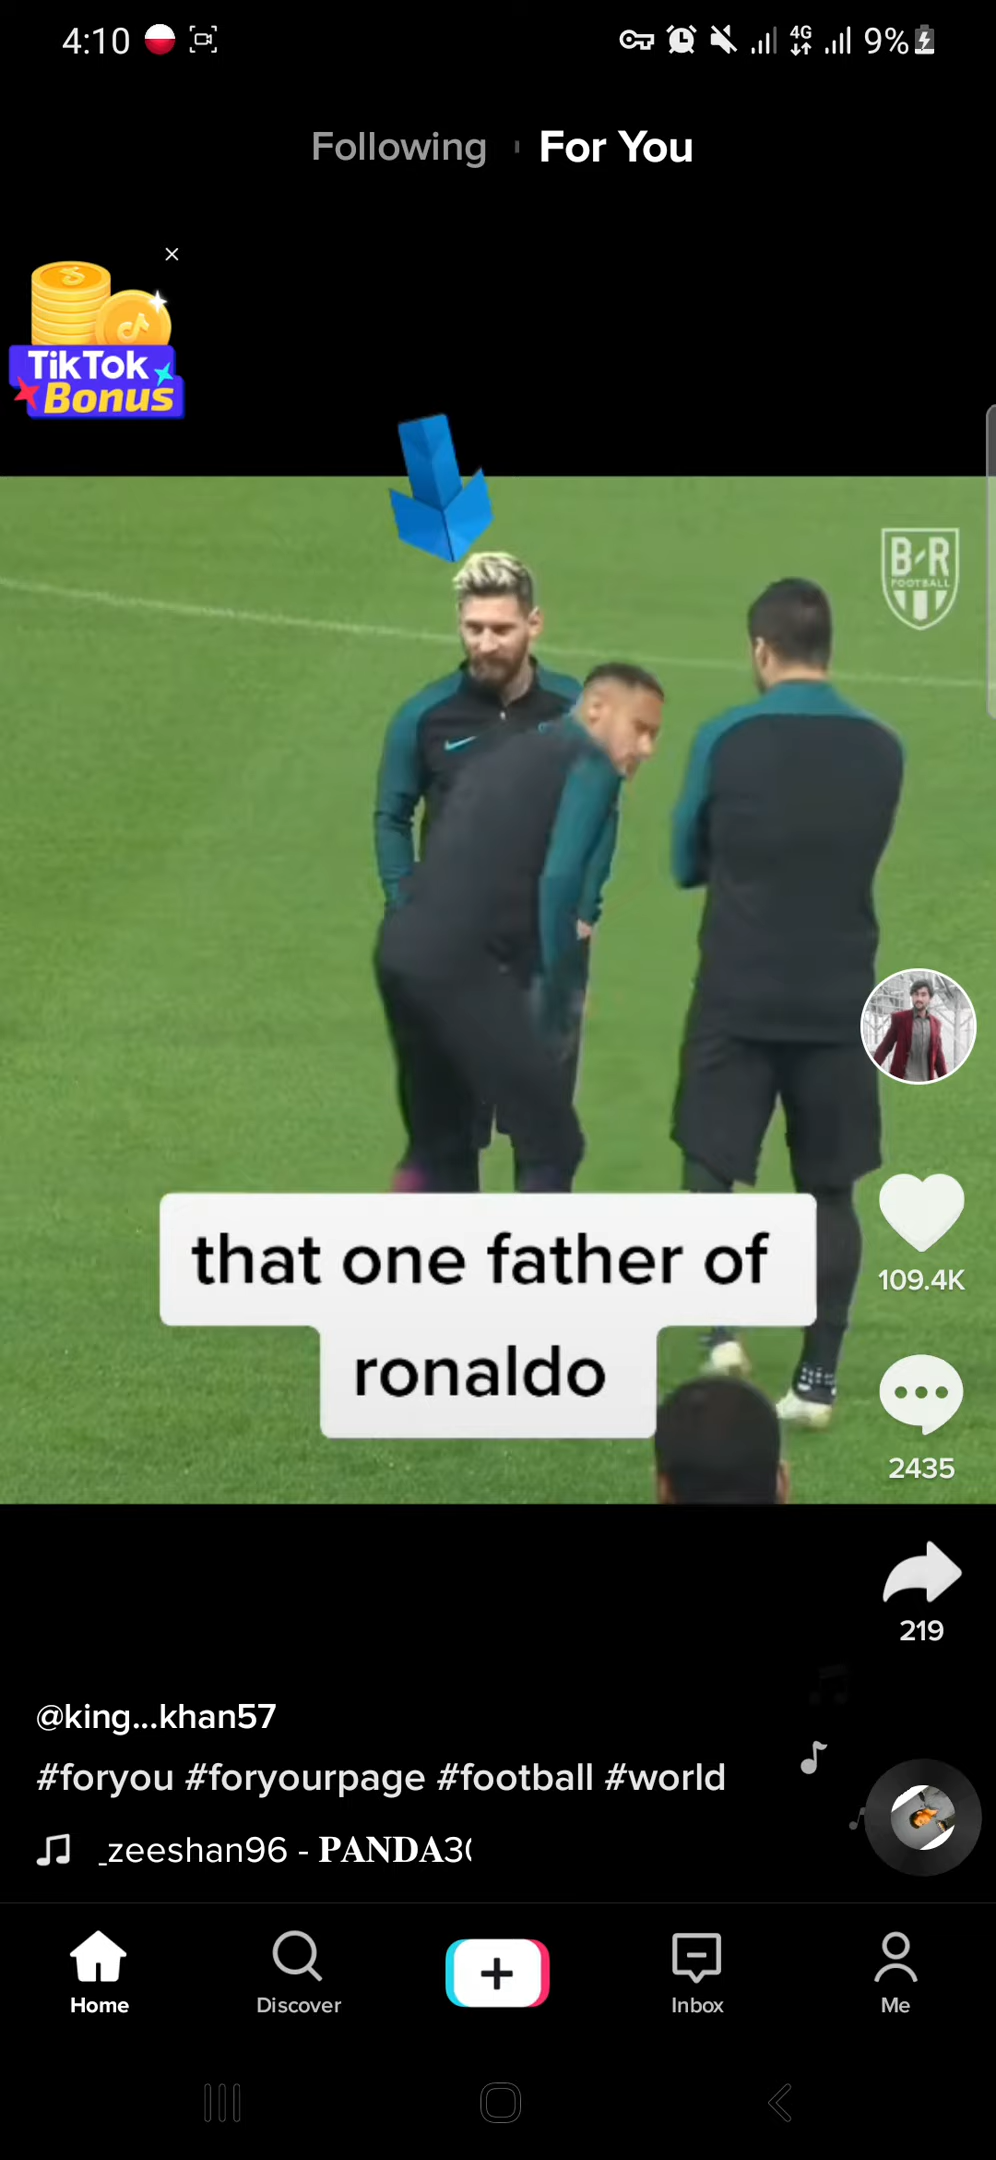 4:10
4G
9%
Following
For You
TikTok
Bonus
B/R
FOOTBALL
that one father of
ronaldo
109.4K
2435
219
@king...khan57
#foryou #foryourpage #football #world
_zeeshan96 - 𝐏𝐀𝐍𝐃𝐀3
Home
Discover
Inbox
Me